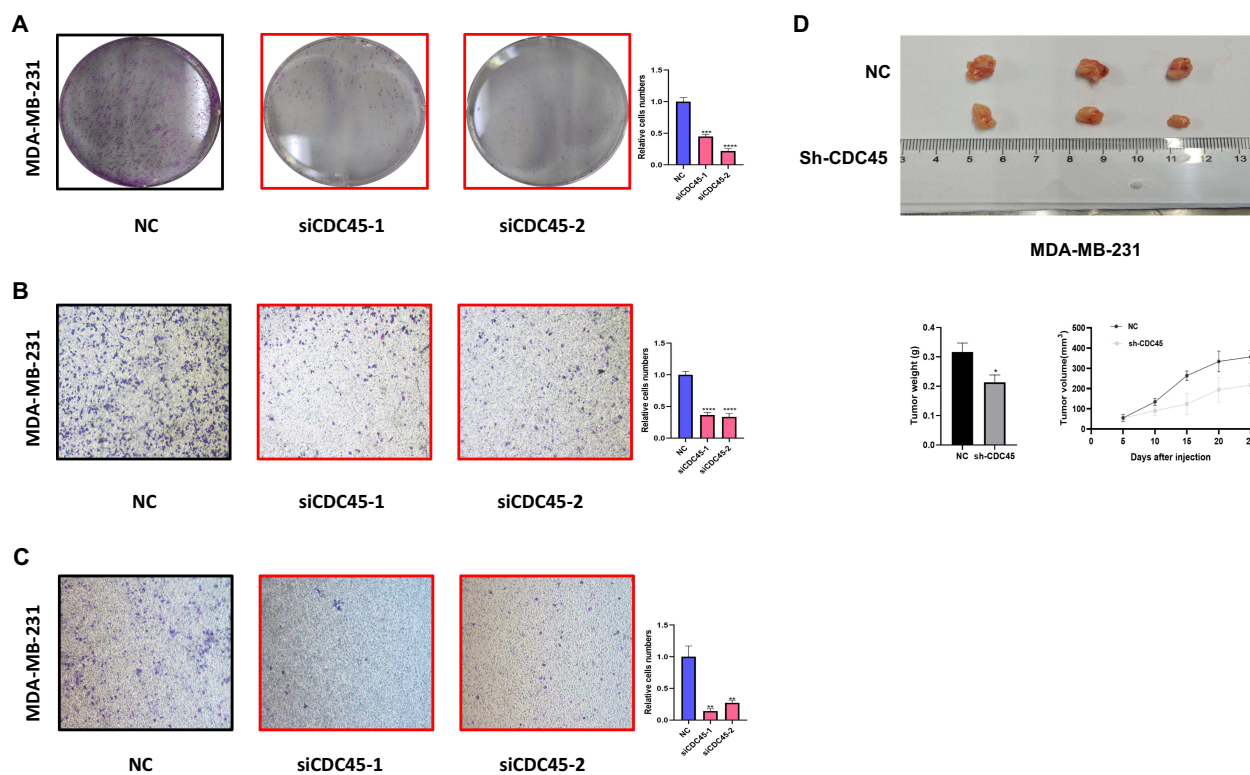 A
MDA-MB-231
NC
siCDC45-1
siCDC45-2
Relative cells numbers
1.5
1.0
0.5
0.0
***
****
NC
siCDC45-1
siCDC45-2
B
MDA-MB-231
NC
siCDC45-1
siCDC45-2
Relative cells numbers
1.5
1.0
0.5
0.0
****
****
NC
siCDC45-1
siCDC45-2
C
MDA-MB-231
NC
siCDC45-1
siCDC45-2
Relative cells numbers
1.5
1.0
0.5
0.0
**
**
NC
siCDC45-1
siCDC45-2
D
NC
Sh-CDC45
3 4 5 6 7 8 9 10 11 12 13
MDA-MB-231
Tumor weight (g)
0.4
0.3
0.2
0.1
0.0
*
NC sh-CDC45
Tumor volume(mm³)
500
400
300
200
100
0
NC
sh-CDC45
0 5 10 15 20
Days after injection